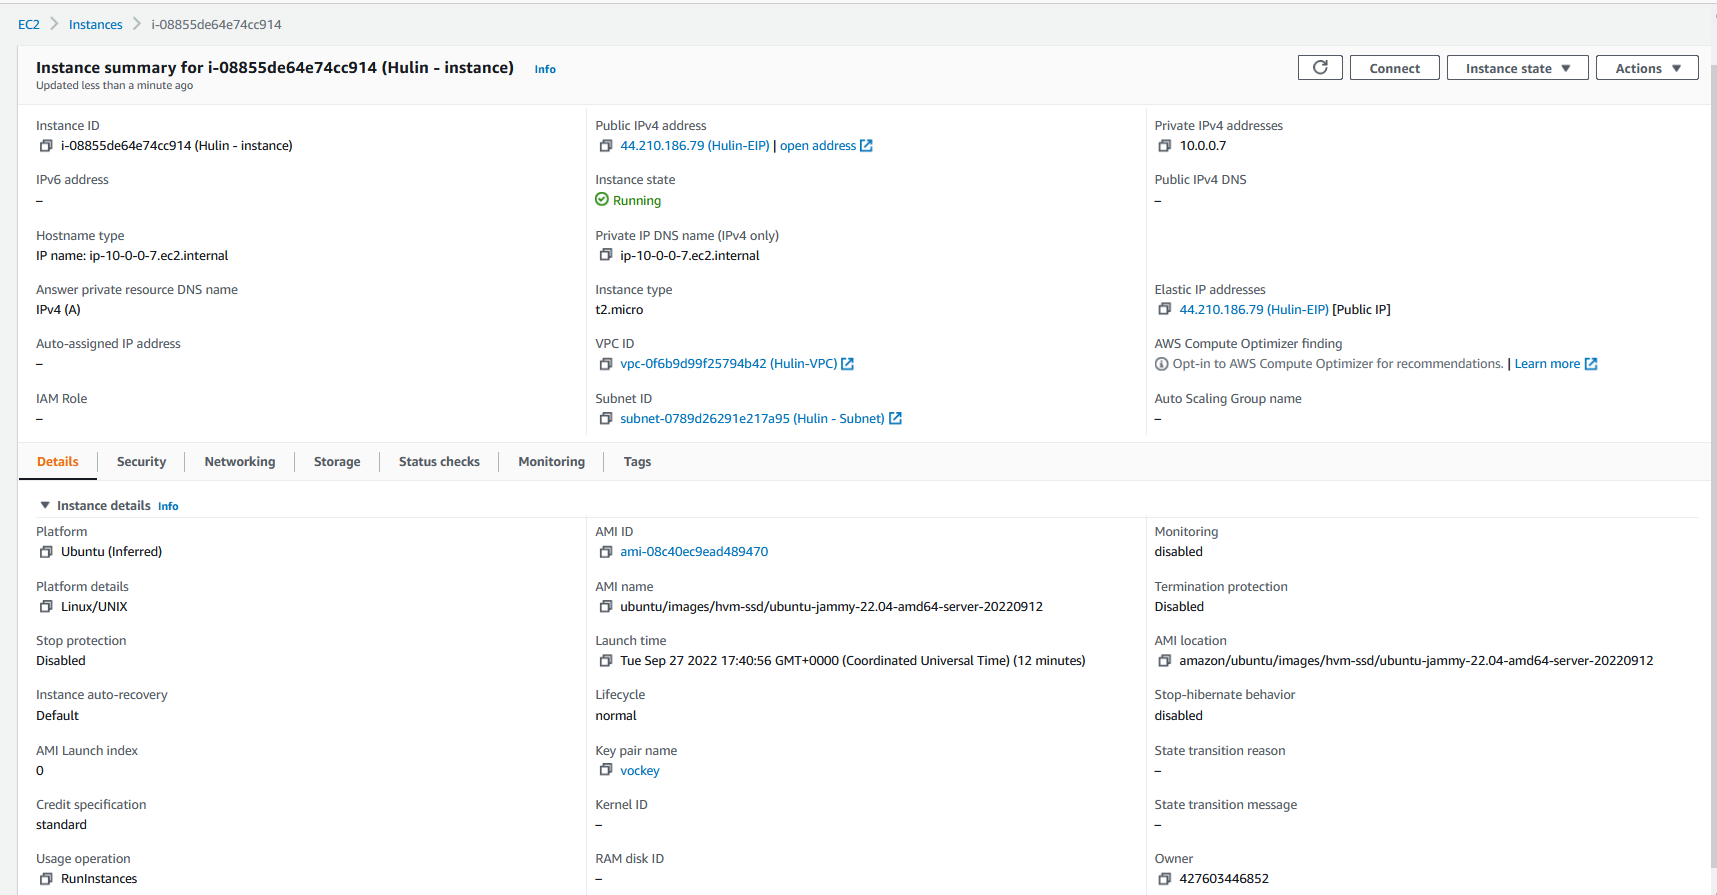 EC2 > Instances > i-08855de64e74cc914
Instance summary for i-08855de64e74cc914 (Hulin - instance) Info
Updated less than a minute ago
Connect
Instance state
Actions
Instance ID
i-08855de64e74cc914 (Hulin - instance)
Public IPv4 address
44.210.186.79 (Hulin-EIP) | open address
Private IPv4 addresses
10.0.0.7
IPv6 address
–
Instance state
Running
Public IPv4 DNS
–
Hostname type
IP name: ip-10-0-0-7.ec2.internal
Private IP DNS name (IPv4 only)
ip-10-0-0-7.ec2.internal
Answer private resource DNS name
IPv4 (A)
Instance type
t2.micro
Elastic IP addresses
44.210.186.79 (Hulin-EIP) [Public IP]
Auto-assigned IP address
–
VPC ID
vpc-0f6b9d99f25794b42 (Hulin-VPC)
AWS Compute Optimizer finding
Opt-in to AWS Compute Optimizer for recommendations. | Learn more
IAM Role
–
Subnet ID
subnet-0789d26291e217a95 (Hulin - Subnet)
Auto Scaling Group name
–
Details
Security
Networking
Storage
Status checks
Monitoring
Tags
Instance details Info
Platform
Ubuntu (Inferred)
AMI ID
ami-08c40ec9ead489470
Monitoring
disabled
Platform details
Linux/UNIX
AMI name
ubuntu/images/hvm-ssd/ubuntu-jammy-22.04-amd64-server-20220912
Termination protection
Disabled
Stop protection
Disabled
Launch time
Tue Sep 27 2022 17:40:56 GMT+0000 (Coordinated Universal Time) (12 minutes)
AMI location
amazon/ubuntu/images/hvm-ssd/ubuntu-jammy-22.04-amd64-server-20220912
Instance auto-recovery
Default
Lifecycle
normal
Stop-hibernate behavior
disabled
AMI Launch index
0
Key pair name
vockey
State transition reason
–
Credit specification
standard
Kernel ID
–
State transition message
–
Usage operation
RunInstances
RAM disk ID
–
Owner
427603446852